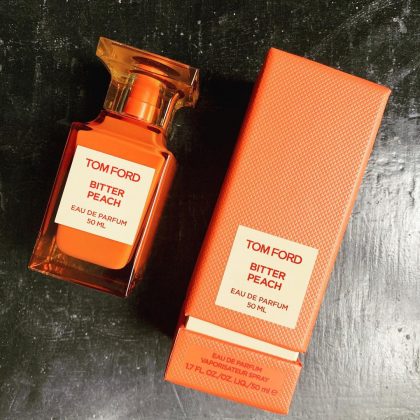 TOM FORD
BITTER
PEACH
EAU DE PARFUM
50 ML
TOM FORD
BITTER
PEACH
EAU DE PARFUM
50 ML
EAU DE PARFUM
VAPORISATEUR SPRAY
1.7 FL.OZ./OZ. LIQ./50 ml ℮